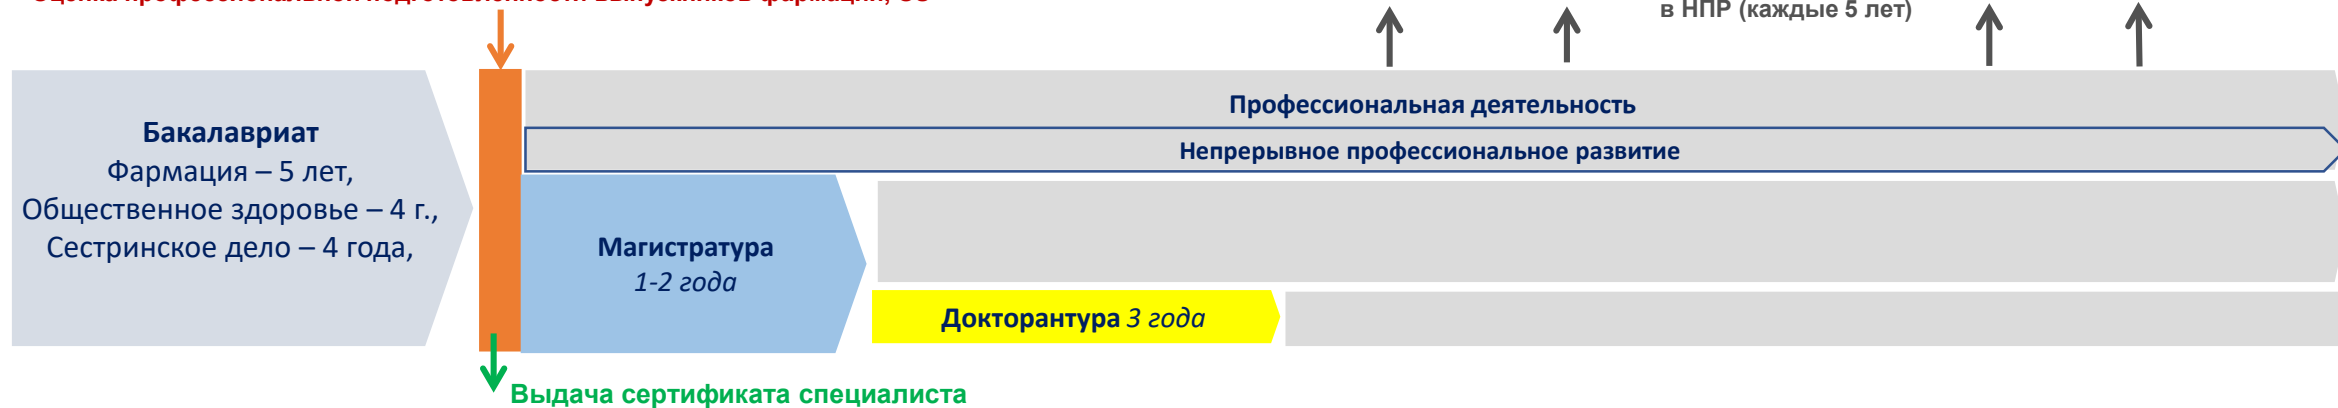 в НПР (каждые 5 лет)
Бакалавриат
Фармация – 5 лет,
Общественное здоровье – 4 г.,
Сестринское дело – 4 года,
Профессиональная деятельность
Непрерывное профессиональное развитие
Магистратура
1-2 года
Докторантура 3 года
Выдача сертификата специалиста